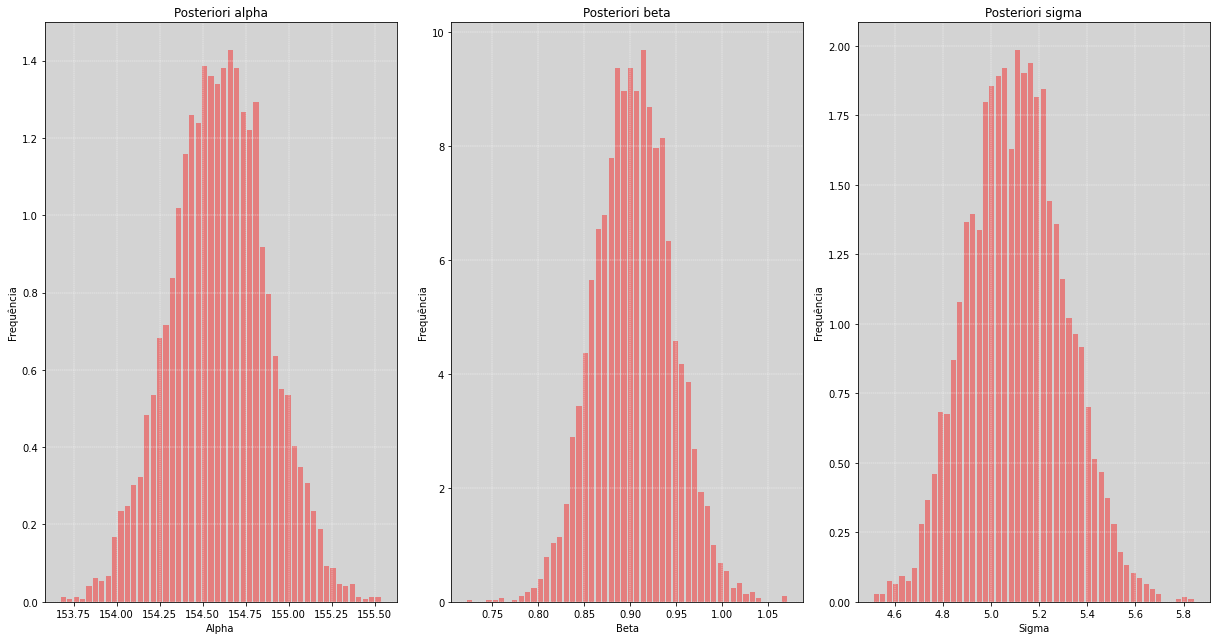 Posteriori alpha
Frequência
1.4
1.2
1.0
0.8
0.6
0.4
0.2
0.0
153.75 154.00 154.25 154.50 154.75 155.00 155.25 155.50
Alpha
Posteriori beta
Frequência
10
8
6
4
2
0
0.75 0.80 0.85 0.90 0.95 1.00 1.05
Beta
Posteriori sigma
Frequência
2.00
1.75
1.50
1.25
1.00
0.75
0.50
0.25
0.00
4.6 4.8 5.0 5.2 5.4 5.6 5.8
Sigma